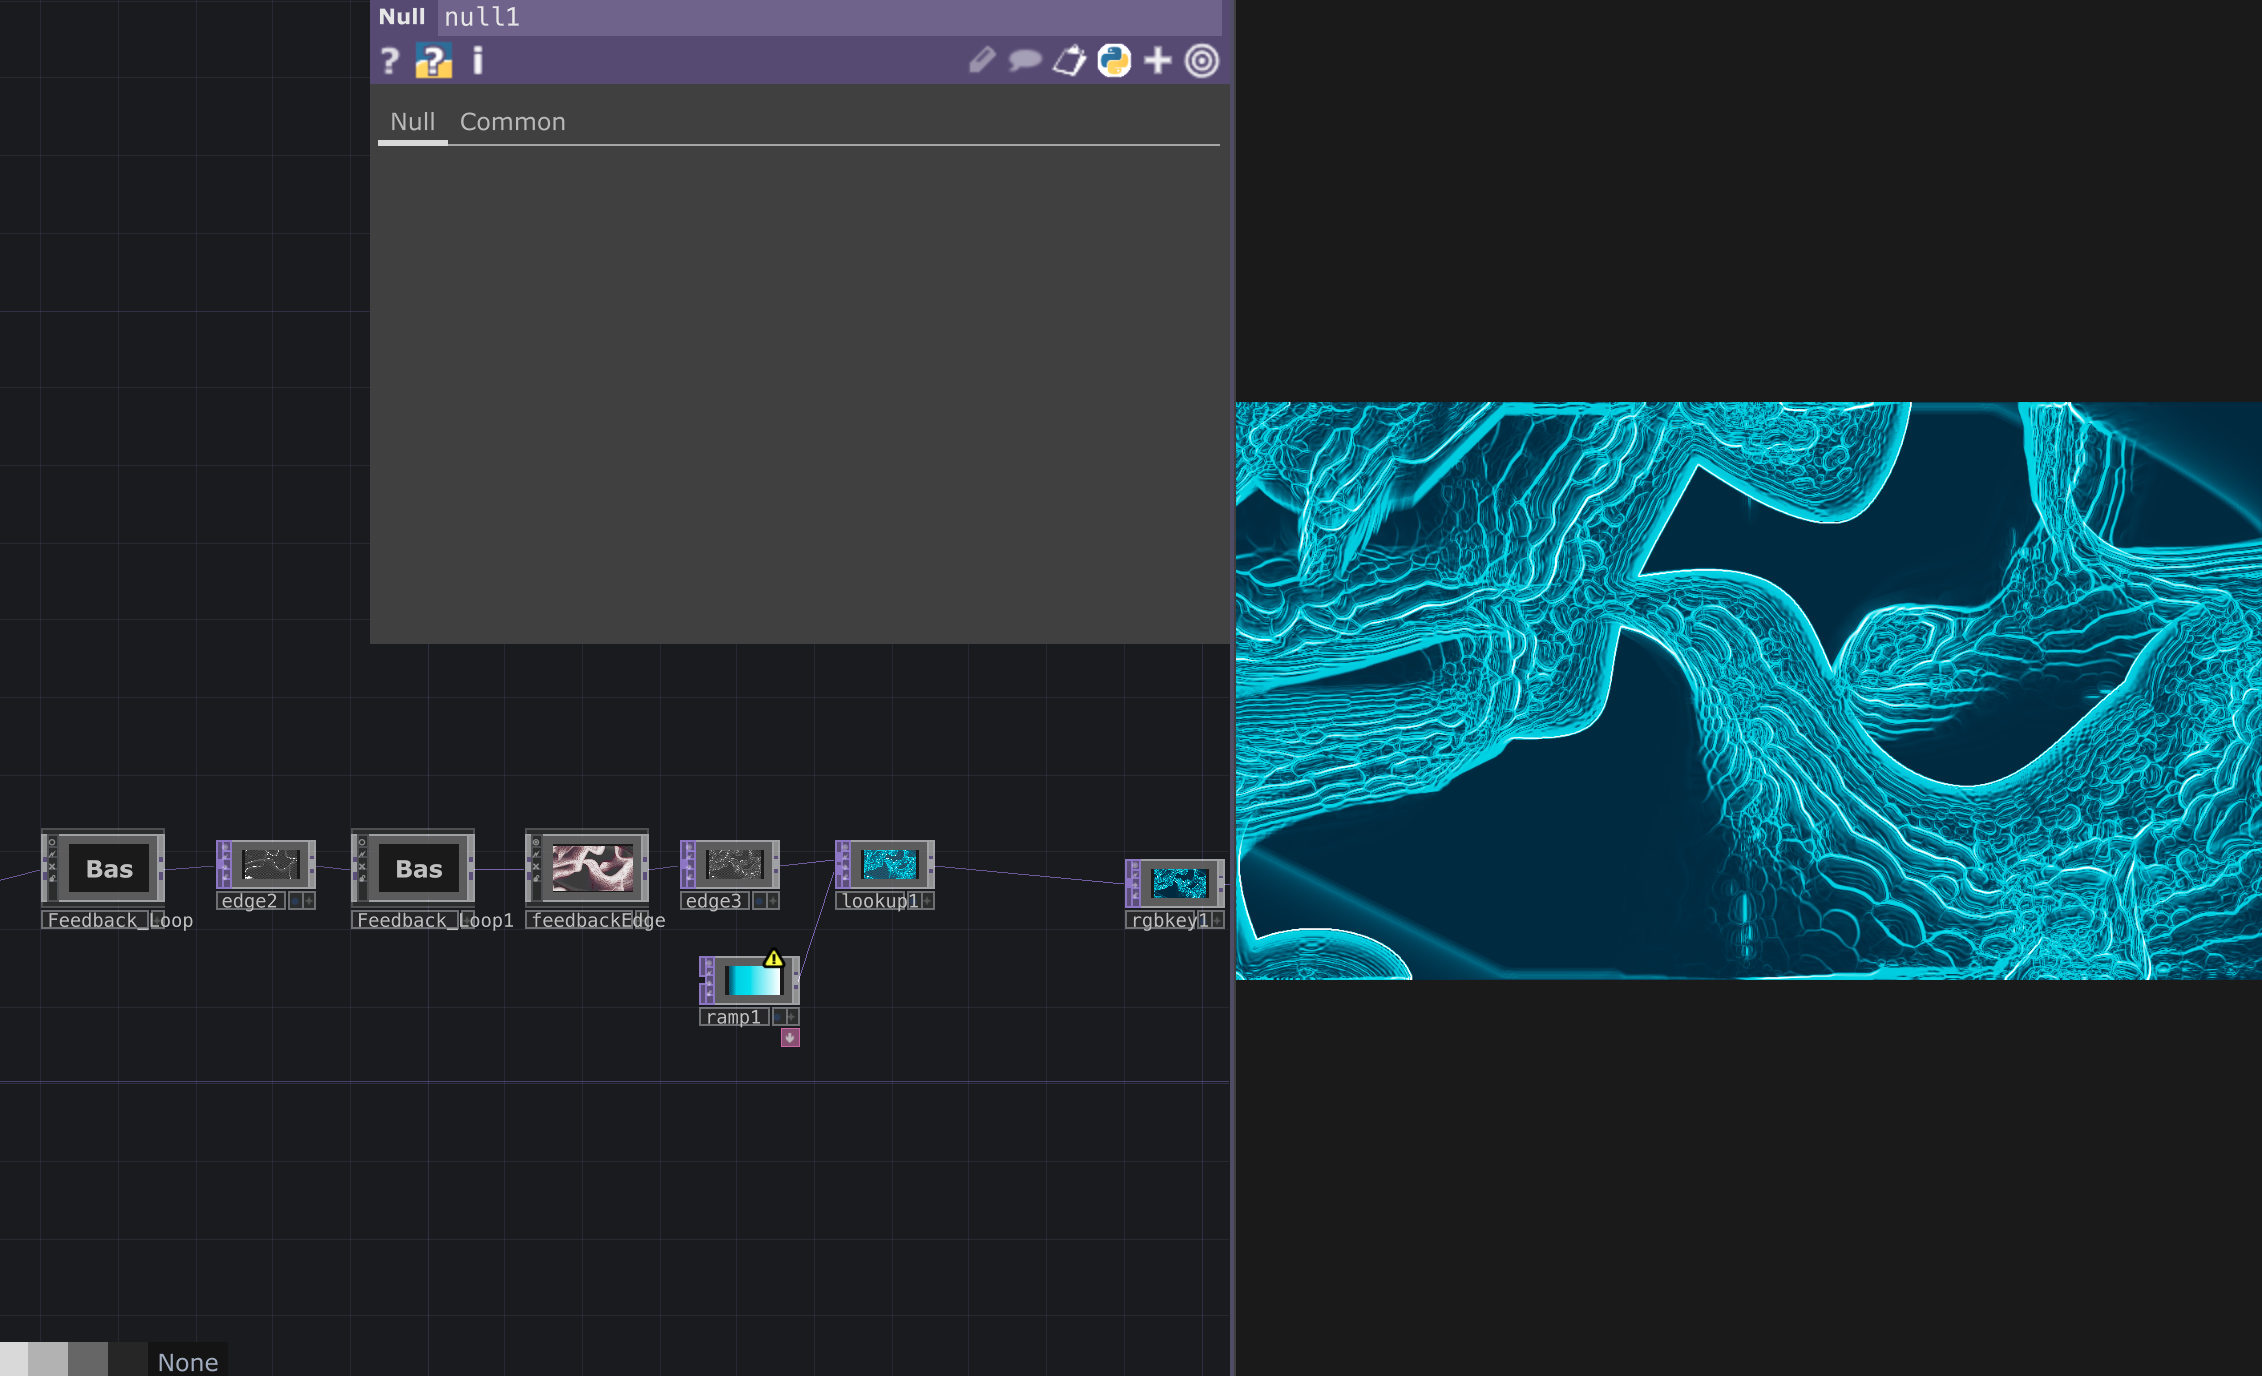 Null null1
? ? i
Null Common
Bas
Bas
Feedback_Loop
edge2
Feedback_Loop1
feedbackEdge
edge3
lookup1
rgbkey1
ramp1
None